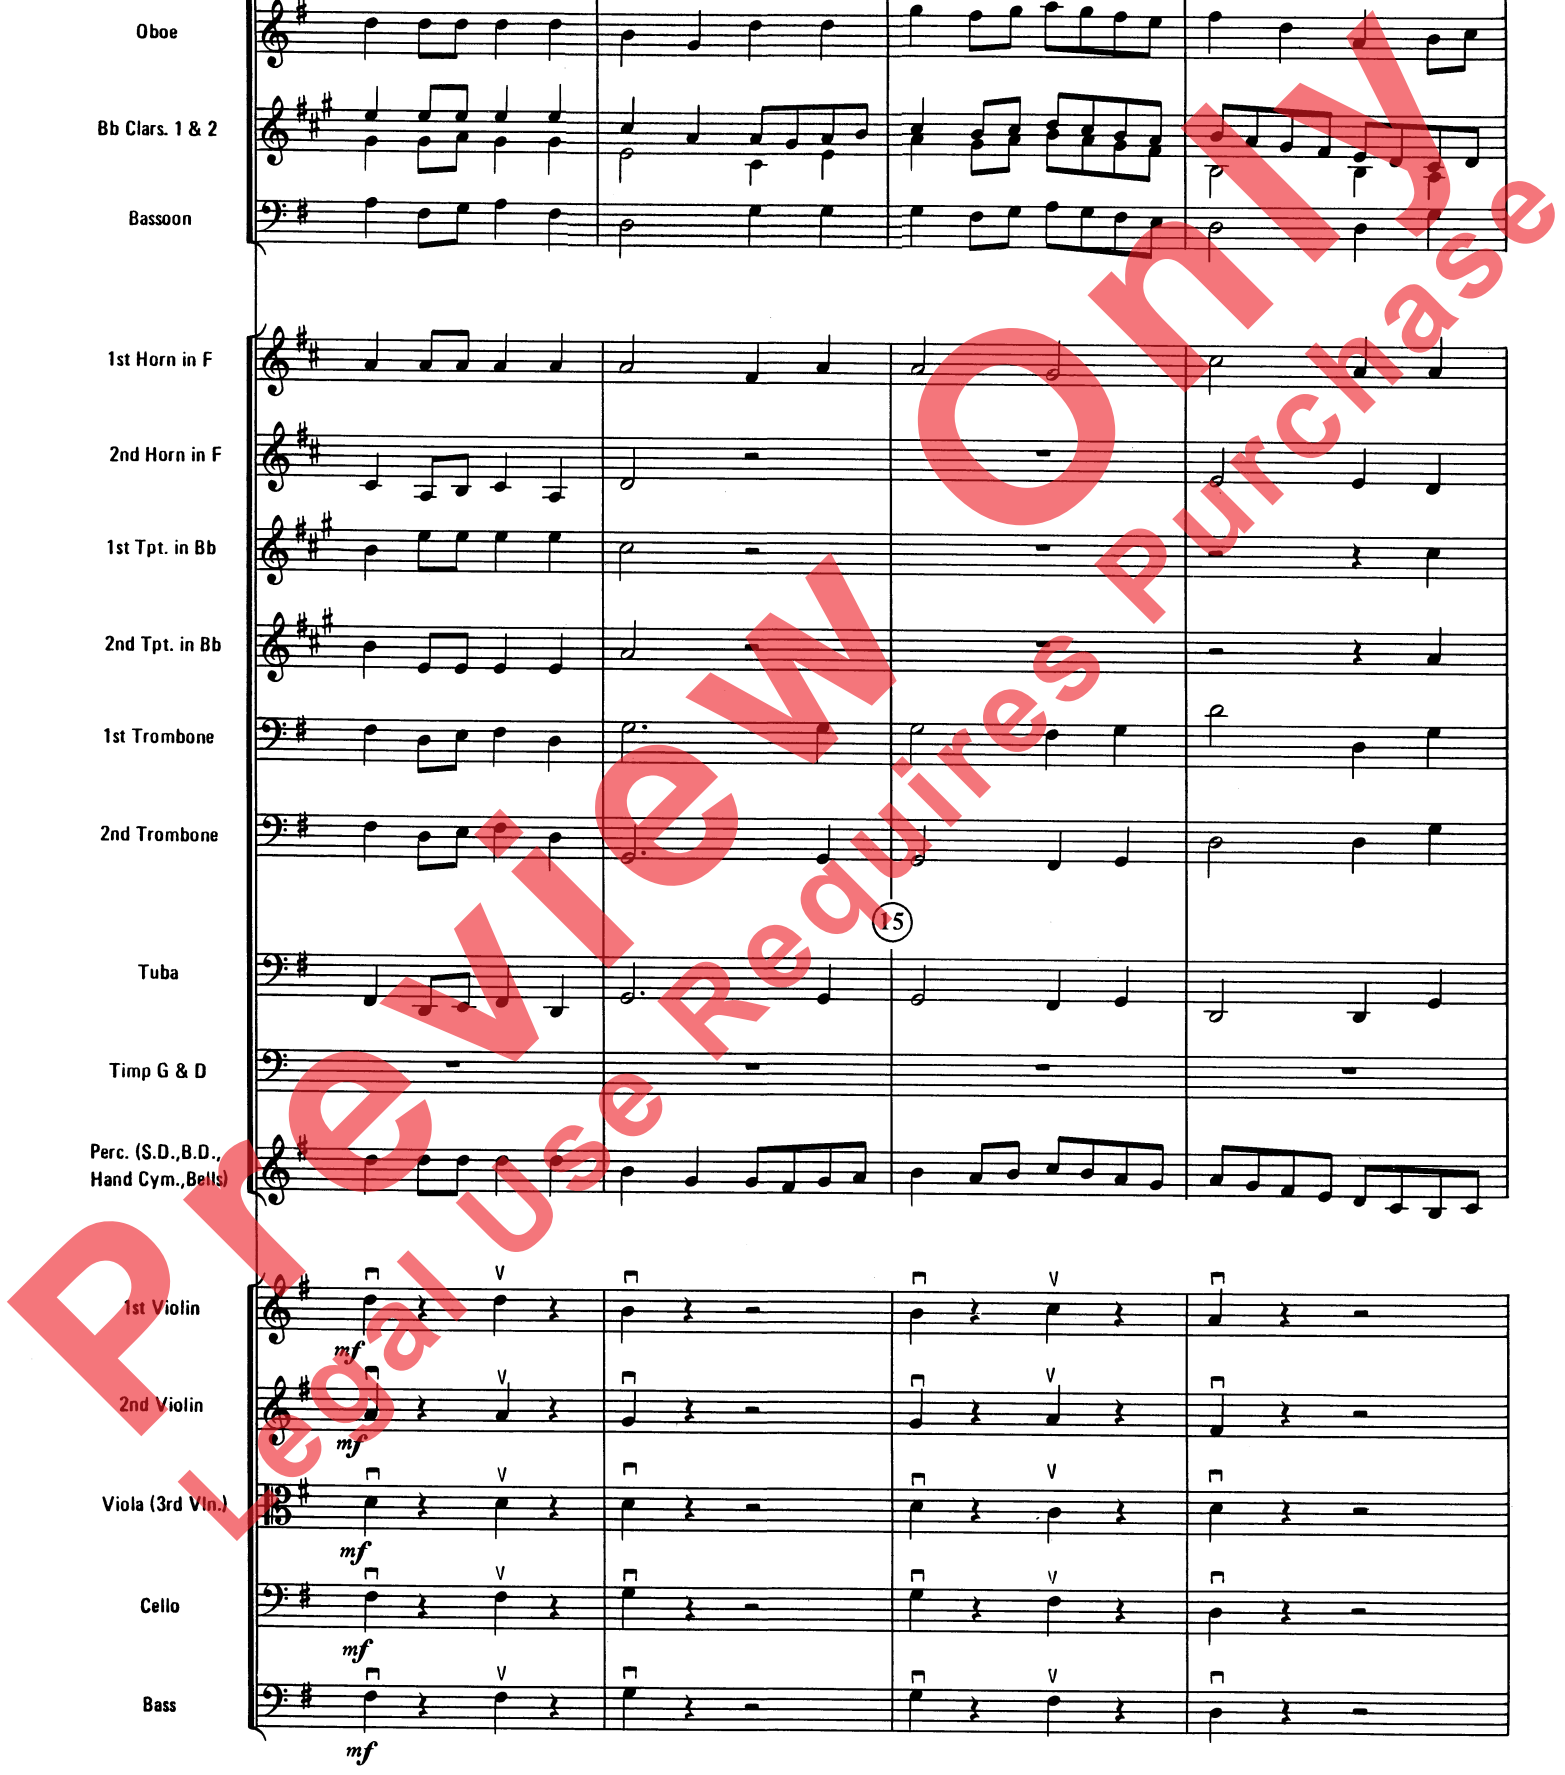 Oboe
Bb Clars. 1 & 2
Bassoon
1st Horn in F
2nd Horn in F
1st Tpt. in Bb
2nd Tpt. in Bb
1st Trombone
2nd Trombone
15
Tuba
Timp G & D
Perc. (S.D.,B.D.,
Hand Cym.,Bells)
1st Violin
mf
2nd Violin
mf
Viola (3rd Vln.)
mf
Cello
mf
Bass
mf
Preview Only
Legal Use Requires Purchase